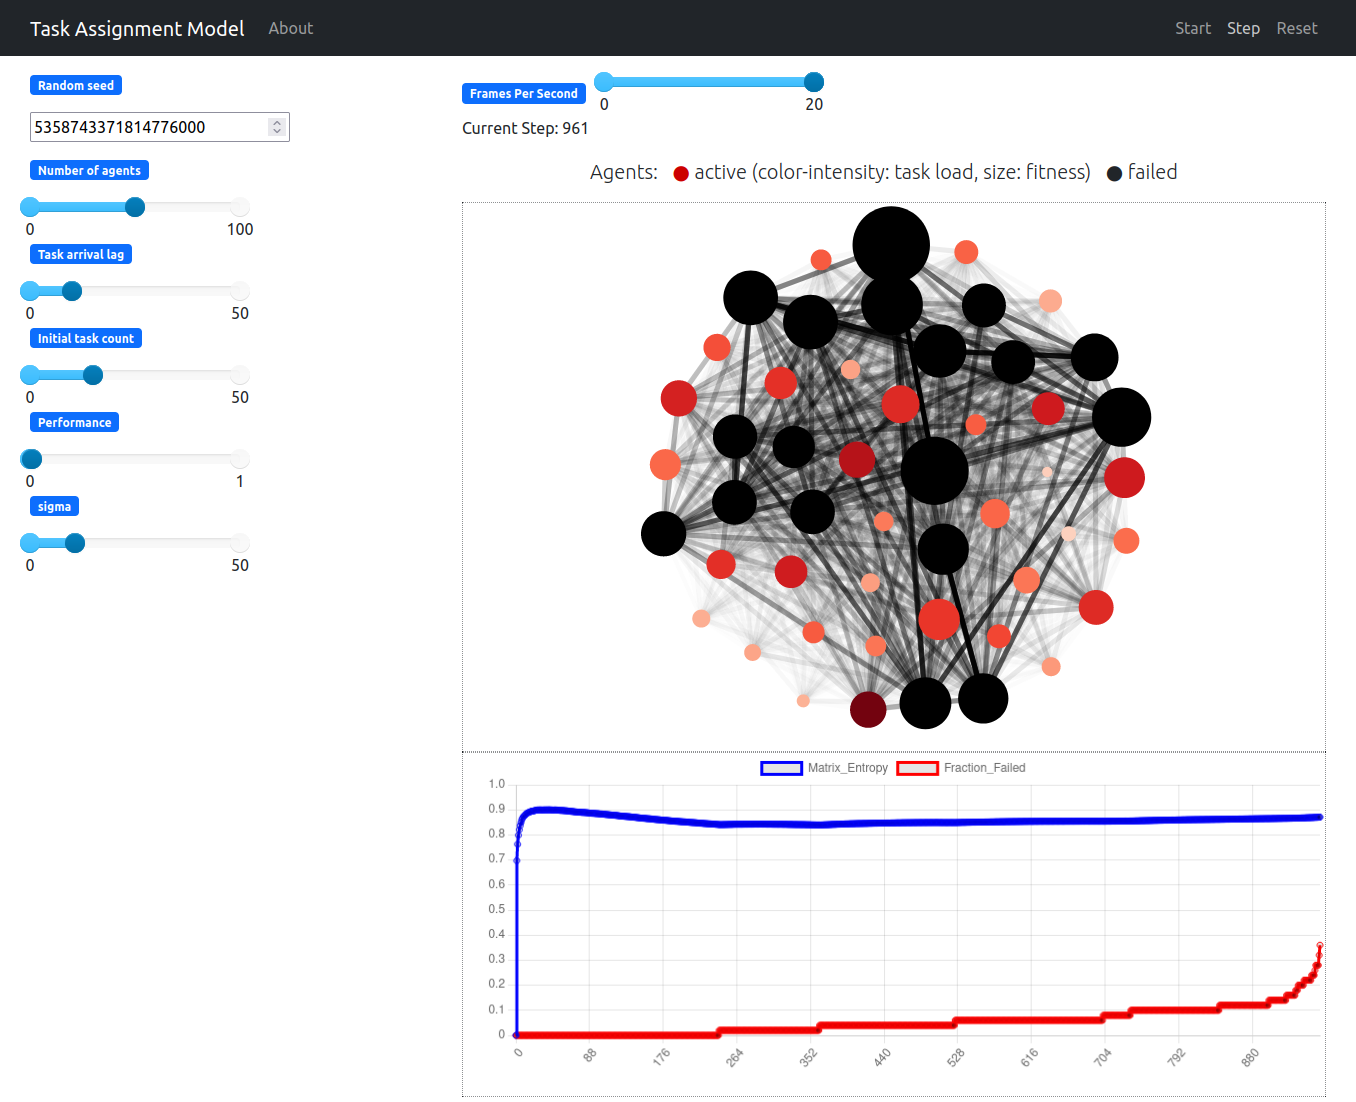 Task Assignment Model About Start Step Reset
Random seed
5358743371814776000
Number of agents
0 100
Task arrival lag
0 50
Initial task count
0 50
Performance
0 1
sigma
0 50
Frames Per Second
0 20
Current Step: 961
Agents: active (color-intensity: task load, size: fitness) failed
Matrix_Entropy Fraction_Failed
1.0
0.9
0.8
0.7
0.6
0.5
0.4
0.3
0.2
0.1
0
0 88 176 264 352 440 528 616 704 792 880